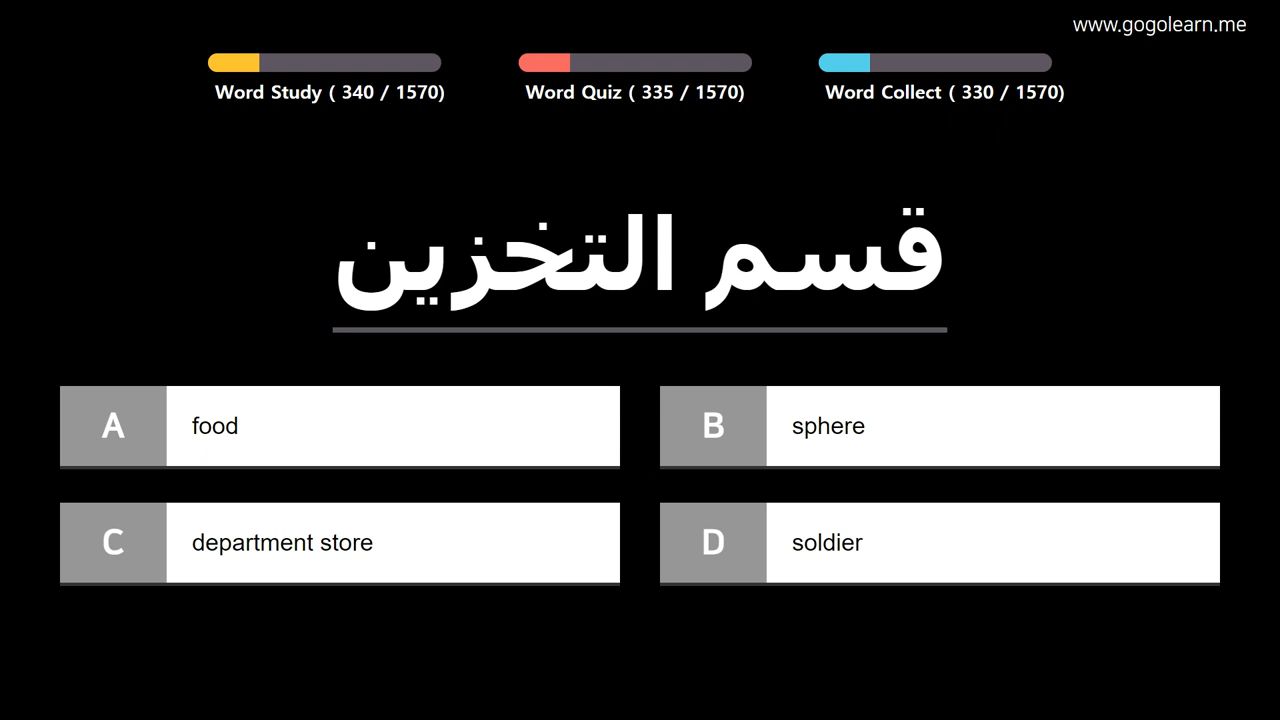 www.gogolearn.me
Word Study ( 340 / 1570)
Word Quiz ( 335 / 1570)
Word Collect ( 330 / 1570)
قسم التخزين
A food
B sphere
C department store
D soldier